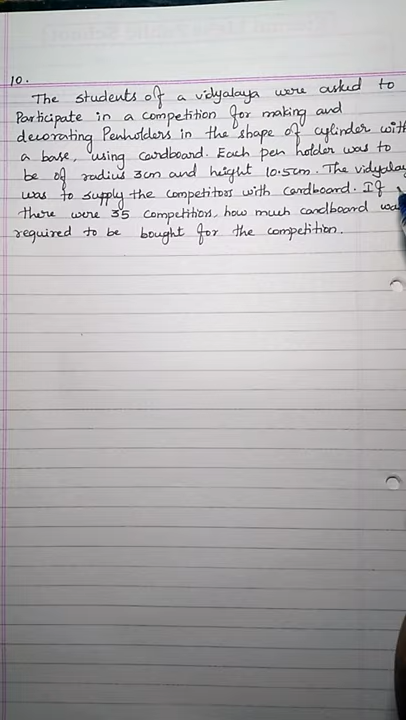 10.
The students of a vidyalaya were asked to
Participate in a competition for making and
decorating Penholders in the shape of cylinder with
a base, using cardboard. Each pen holder was to
be of radius 3cm and height 10.5cm. The vidyalay
was to supply the competitors with cardboard. If
there were 35 competitors, how much cardboard was
required to be bought for the competition.